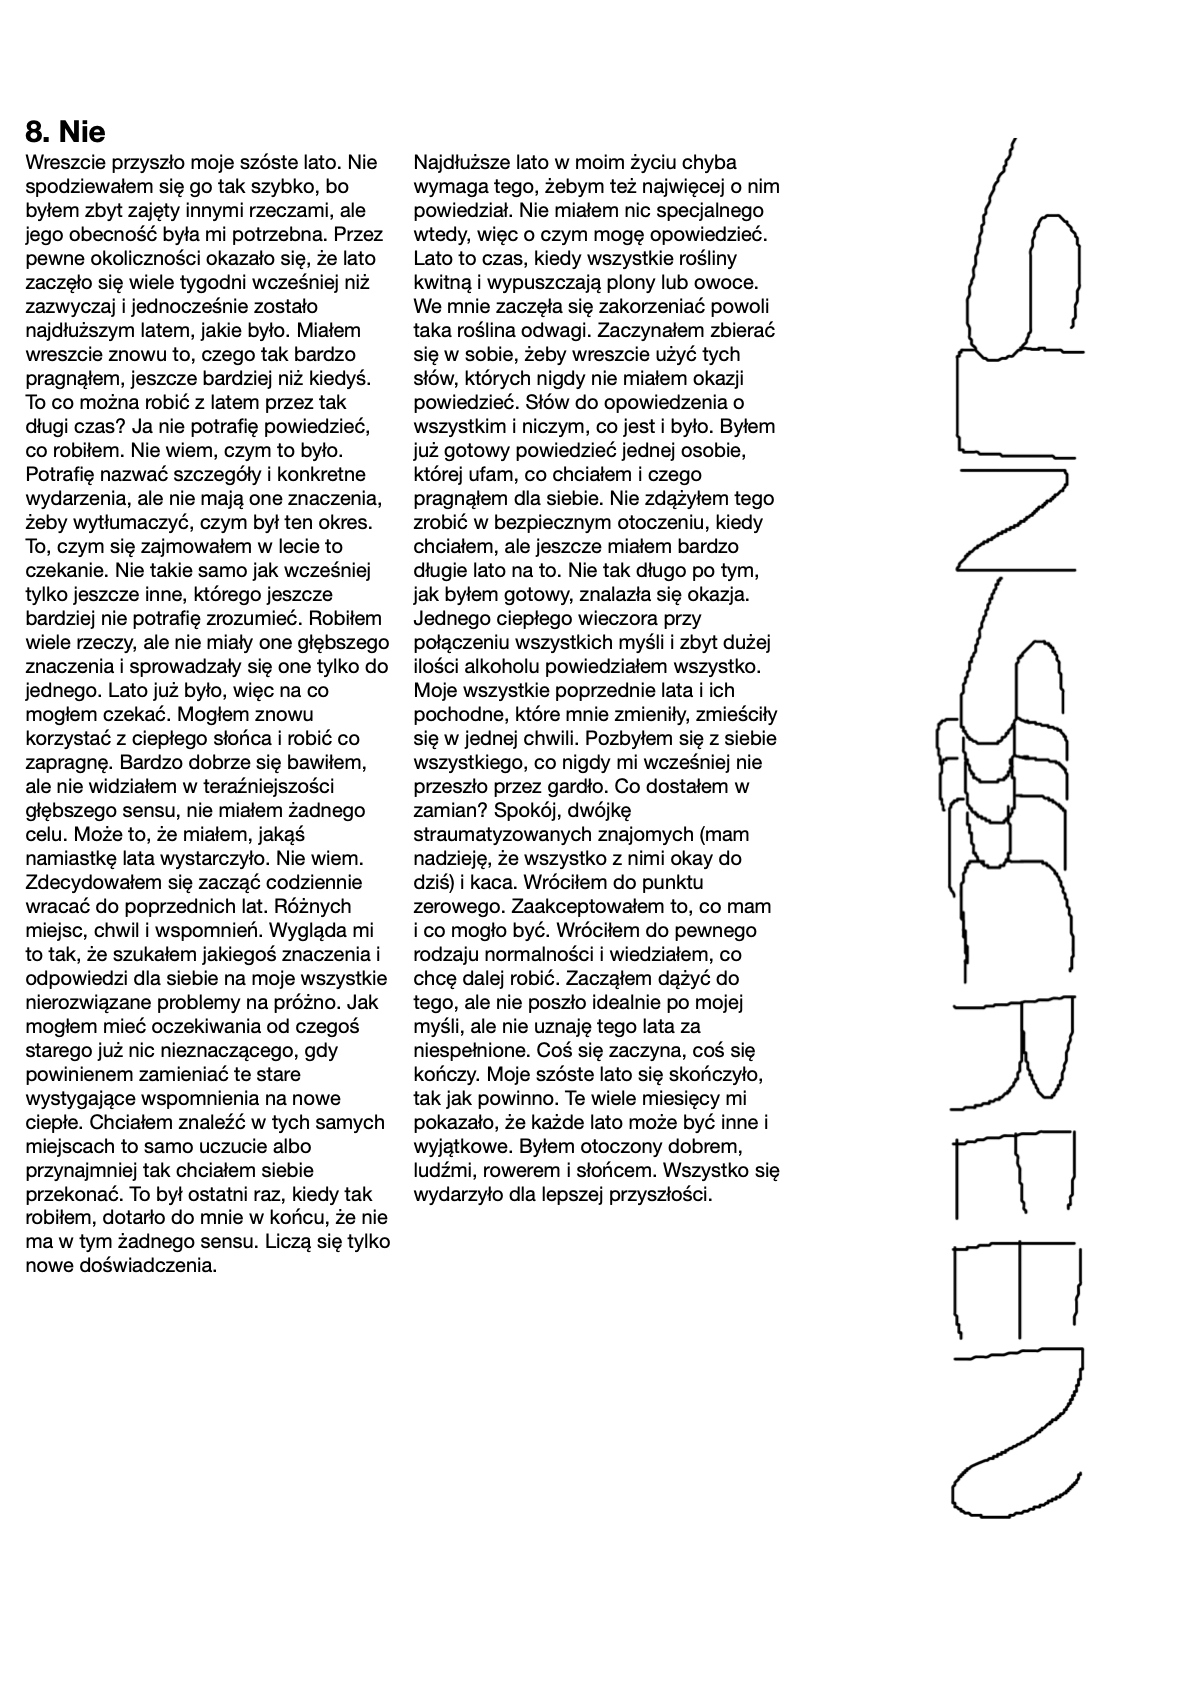 8. Nie
Wreszcie przyszło moje szóste lato. Nie
spodziewałem się go tak szybko, bo
byłem zbyt zajęty innymi rzeczami, ale
jego obecność była mi potrzebna. Przez
pewne okoliczności okazało się, że lato
zaczęło się wiele tygodni wcześniej niż
zazwyczaj i jednocześnie zostało
najdłuższym latem, jakie było. Miałem
wreszcie znowu to, czego tak bardzo
pragnąłem, jeszcze bardziej niż kiedyś.
To co można robić z latem przez tak
długi czas? Ja nie potrafię powiedzieć,
co robiłem. Nie wiem, czym to było.
Potrafię nazwać szczegóły i konkretne
wydarzenia, ale nie mają one znaczenia,
żeby wytłumaczyć, czym był ten okres.
To, czym się zajmowałem w lecie to
czekanie. Nie takie samo jak wcześniej
tylko jeszcze inne, którego jeszcze
bardziej nie potrafię zrozumieć. Robiłem
wiele rzeczy, ale nie miały one głębszego
znaczenia i sprowadzały się one tylko do
jednego. Lato już było, więc na co
mogłem czekać. Mogłem znowu
korzystać z ciepłego słońca i robić co
zapragnę. Bardzo dobrze się bawiłem,
ale nie widziałem w teraźniejszości
głębszego sensu, nie miałem żadnego
celu. Może to, że miałem, jakąś
namiastkę lata wystarczyło. Nie wiem.
Zdecydowałem się zacząć codziennie
wracać do poprzednich lat. Różnych
miejsc, chwil i wspomnień. Wygląda mi
to tak, że szukałem jakiegoś znaczenia i
odpowiedzi dla siebie na moje wszystkie
nierozwiązane problemy na próżno. Jak
mogłem mieć oczekiwania od czegoś
starego już nic nieznaczącego, gdy
powinienem zamieniać te stare
wystygające wspomnienia na nowe
ciepłe. Chciałem znaleźć w tych samych
miejscach to samo uczucie albo
przynajmniej tak chciałem siebie
przekonać. To był ostatni raz, kiedy tak
robiłem, dotarło do mnie w końcu, że nie
ma w tym żadnego sensu. Liczą się tylko
nowe doświadczenia.
Najdłuższe lato w moim życiu chyba
wymaga tego, żebym też najwięcej o nim
powiedział. Nie miałem nic specjalnego
wtedy, więc o czym mogę opowiedzieć.
Lato to czas, kiedy wszystkie rośliny
kwitną i wypuszczają plony lub owoce.
We mnie zaczęła się zakorzeniać powoli
taka roślina odwagi. Zaczynałem zbierać
się w sobie, żeby wreszcie użyć tych
słów, których nigdy nie miałem okazji
powiedzieć. Słów do opowiedzenia o
wszystkim i niczym, co jest i było. Byłem
już gotowy powiedzieć jednej osobie,
której ufam, co chciałem i czego
pragnąłem dla siebie. Nie zdążyłem tego
zrobić w bezpiecznym otoczeniu, kiedy
chciałem, ale jeszcze miałem bardzo
długie lato na to. Nie tak długo po tym,
jak byłem gotowy, znalazła się okazja.
Jednego ciepłego wieczora przy
połączeniu wszystkich myśli i zbyt dużej
ilości alkoholu powiedziałem wszystko.
Moje wszystkie poprzednie lata i ich
pochodne, które mnie zmieniły, zmieściły
się w jednej chwili. Pozbyłem się z siebie
wszystkiego, co nigdy mi wcześniej nie
przeszło przez gardło. Co dostałem w
zamian? Spokój, dwójkę
straumatyzowanych znajomych (mam
nadzieję, że wszystko z nimi okay do
dziś) i kaca. Wróciłem do punktu
zerowego. Zaakceptowałem to, co mam
i co mogło być. Wróciłem do pewnego
rodzaju normalności i wiedziałem, co
chcę dalej robić. Zacząłem dążyć do
tego, ale nie poszło idealnie po mojej
myśli, ale nie uznaję tego lata za
niespełnione. Coś się zaczyna, coś się
kończy. Moje szóste lato się skończyło,
tak jak powinno. Te wiele miesięcy mi
pokazało, że każde lato może być inne i
wyjątkowe. Byłem otoczony dobrem,
ludźmi, rowerem i słońcem. Wszystko się
wydarzyło dla lepszej przyszłości.